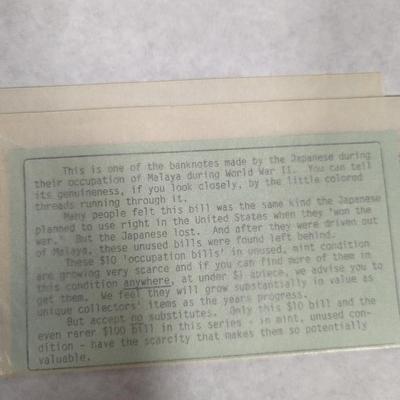 This is one of the banknotes made by the Japanese during
their occupation of Malaya during World War II. You can tell
its genuineness, if you look closely, by the little colored
threads running through it.
Many people felt this bill was the same kind the Japanese
planned to use right in the United States when they "won the
war." But the Japanese lost. And after they were driven out
of Malaya, these unused bills were found left behind.
These $10 'occupation bills' in unused, mint condition
are growing very scarce and if you can find more of them in
this condition anywhere, at under $1 apiece, we advise you to
get them. We feel they will grow substantially in value as
unique collectors' items as the years progress.
But accept no substitutes. Only this $10 bill and the
even rarer $100 bill in this series - in mint, unused con-
dition - have the scarcity that makes them so potentially
valuable.